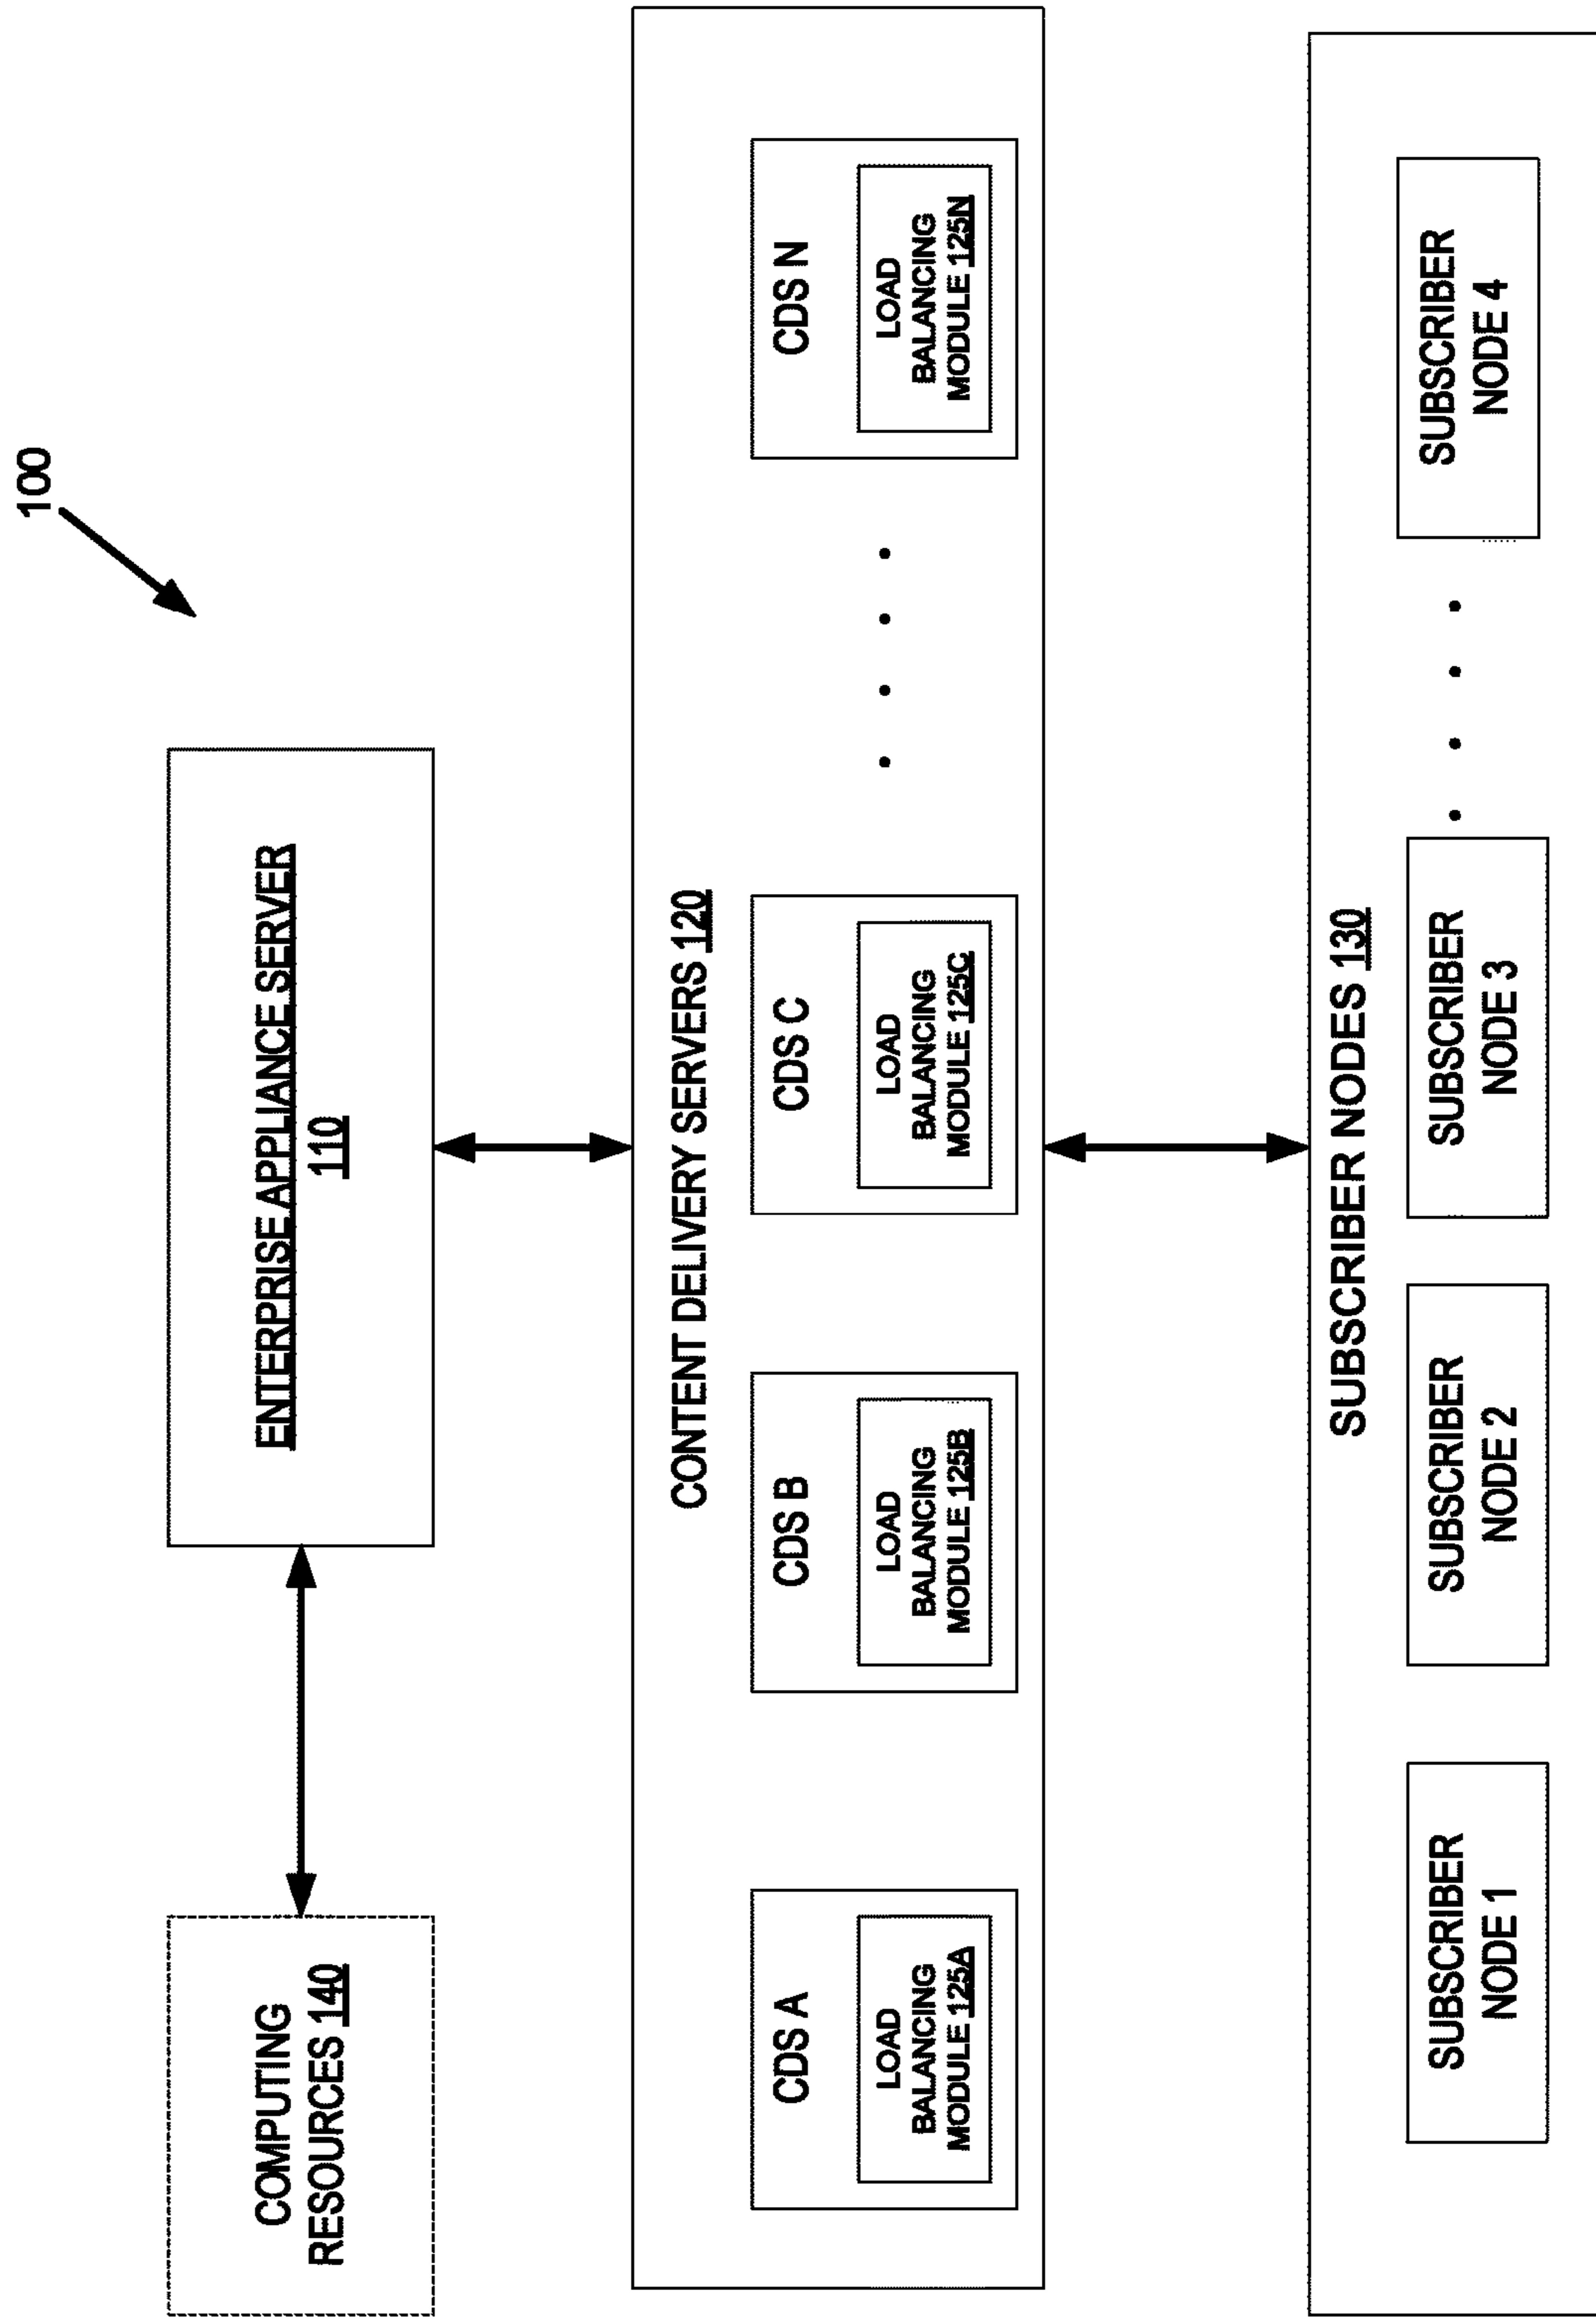 100
COMPUTING
RESOURCES 140
ENTERPRISE APPLIANCE SERVER
110
CONTENT DELIVERY SERVERS 120
CDS A
LOAD
BALANCING
MODULE 125A
CDS B
LOAD
BALANCING
MODULE 125B
CDS C
LOAD
BALANCING
MODULE 125C
CDS N
LOAD
BALANCING
MODULE 125N
SUBSCRIBER NODES 130
SUBSCRIBER
NODE 1
SUBSCRIBER
NODE 2
SUBSCRIBER
NODE 3
SUBSCRIBER
NODE 4